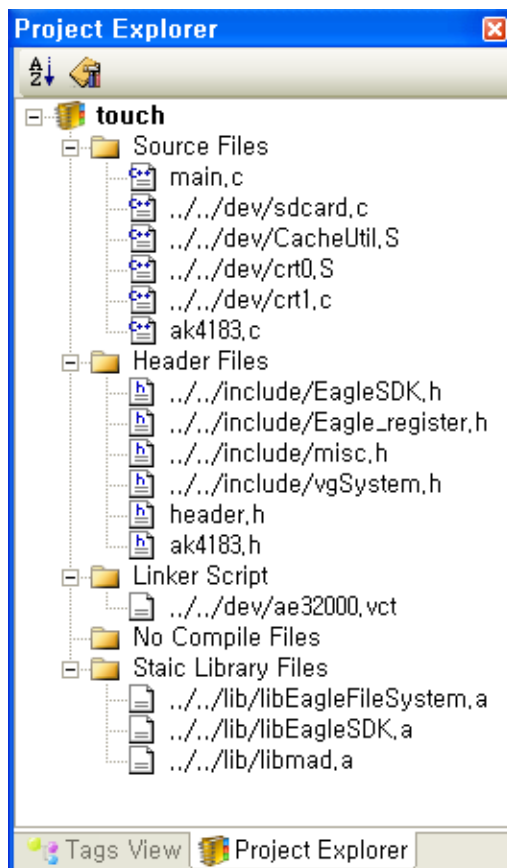 Project Explorer
touch
Source Files
main.c
../../dev/sdcard.c
../../dev/CacheUtil.S
../../dev/crt0.S
../../dev/crt1.c
ak4183.c
Header Files
../../include/EagleSDK.h
../../include/Eagle_register.h
../../include/misc.h
../../include/vgSystem.h
header.h
ak4183.h
Linker Script
../../dev/ae32000.vct
No Compile Files
Staic Library Files
../../lib/libEagleFileSystem.a
../../lib/libEagleSDK.a
../../lib/libmad.a
Tags View Project Explorer